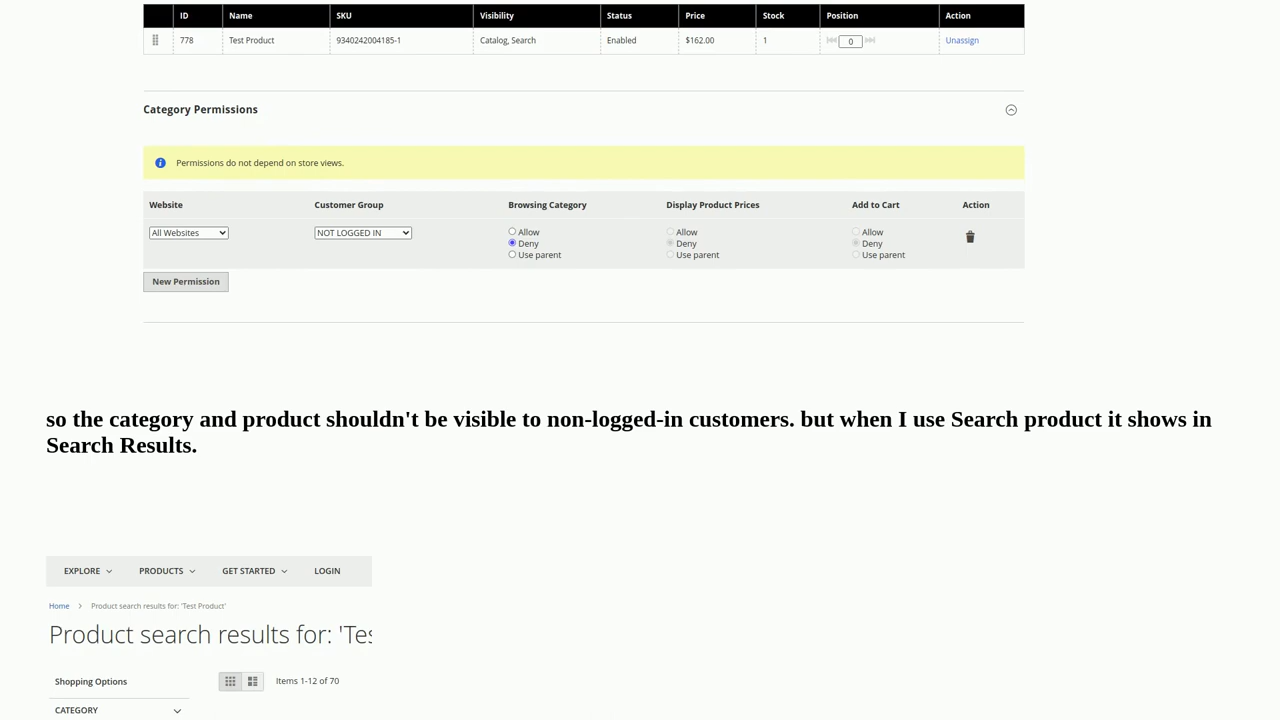 ID Name SKU Visibility Status Price Stock Position Action
778 Test Product 9340242004185-1 Catalog, Search Enabled $162.00 1 0 Unassign
Category Permissions
Permissions do not depend on store views.
Website Customer Group Browsing Category Display Product Prices Add to Cart Action
All Websites NOT LOGGED IN Allow Allow Allow
Deny Deny Deny
Use parent Use parent Use parent
New Permission
so the category and product shouldn't be visible to non-logged-in customers. but when I use Search product it shows in
Search Results.
EXPLORE PRODUCTS GET STARTED LOGIN
Home > Product search results for: 'Test Product'
Product search results for: 'Tes
Shopping Options Items 1-12 of 70
CATEGORY